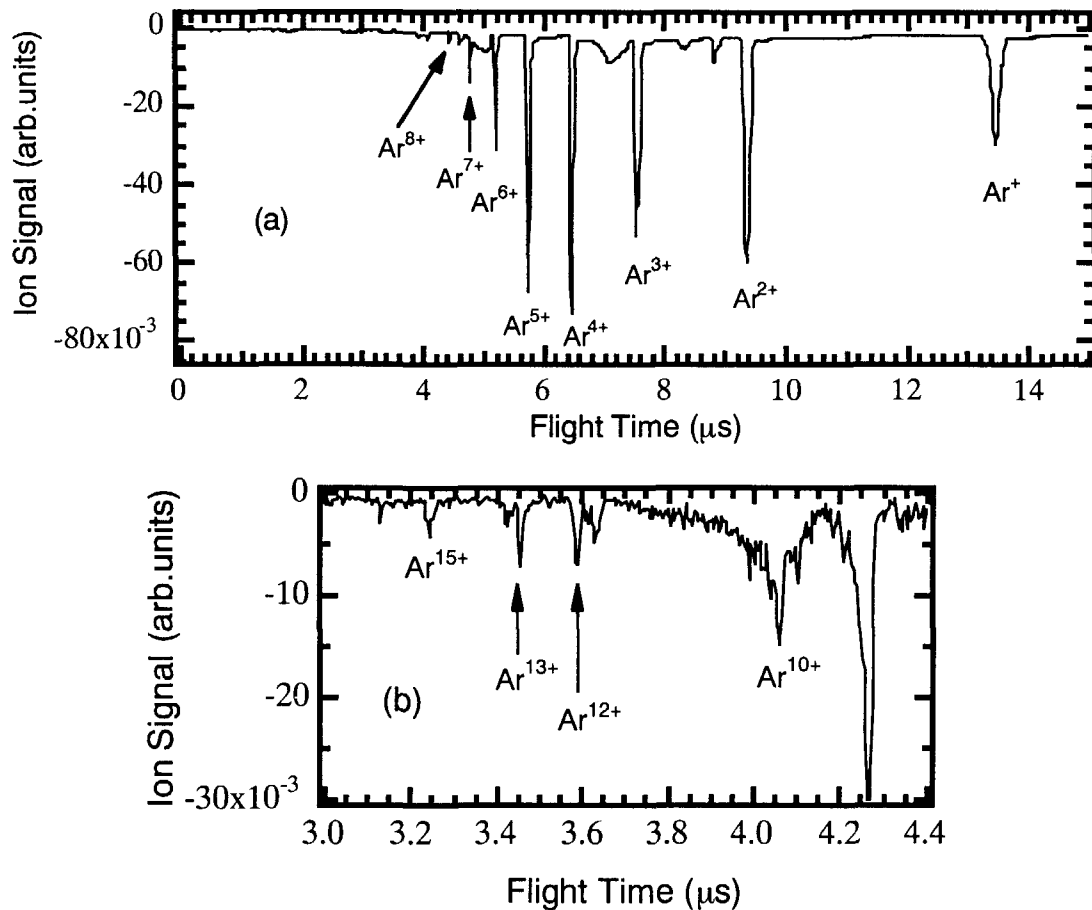 0
-20
-40
-60
-80x10⁻³
Ion Signal (arb.units)
(a)
Ar⁸⁺
Ar⁷⁺
Ar⁶⁺
Ar⁵⁺
Ar⁴⁺
Ar³⁺
Ar²⁺
Ar⁺
0 2 4 6 8 10 12 14
Flight Time (μs)
0
-10
-20
-30x10⁻³
Ion Signal (arb.units)
(b)
Ar¹⁵⁺
Ar¹³⁺
Ar¹²⁺
Ar¹⁰⁺
3.0 3.2 3.4 3.6 3.8 4.0 4.2 4.4
Flight Time (μs)